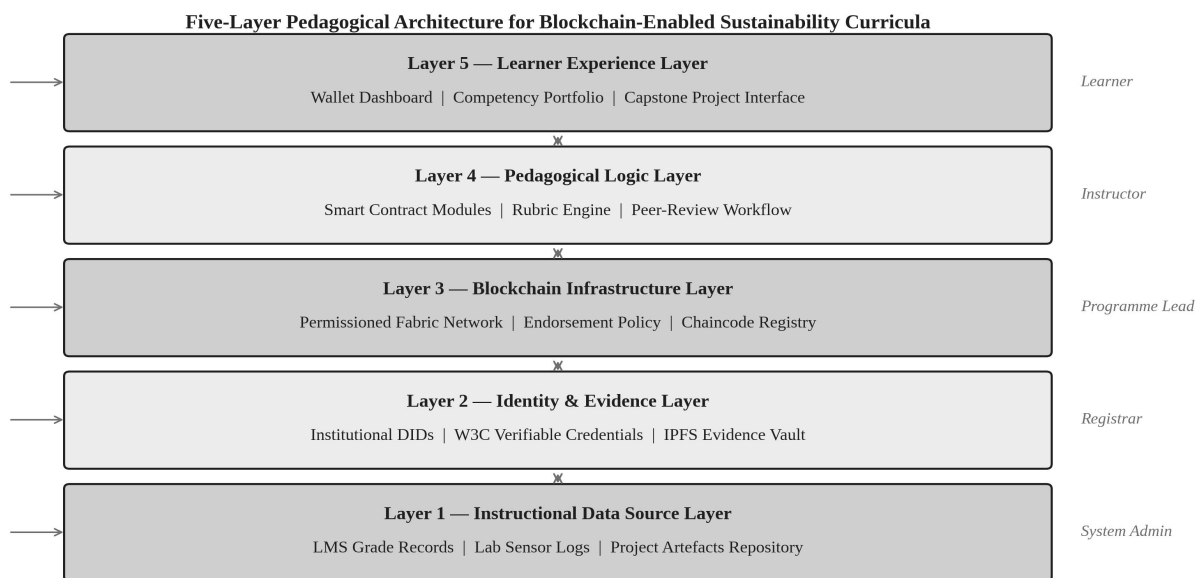 Five-Layer Pedagogical Architecture for Blockchain-Enabled Sustainability Curricula
Layer 5 — Learner Experience Layer
Wallet Dashboard | Competency Portfolio | Capstone Project Interface
Learner
Layer 4 — Pedagogical Logic Layer
Smart Contract Modules | Rubric Engine | Peer-Review Workflow
Instructor
Layer 3 — Blockchain Infrastructure Layer
Permissioned Fabric Network | Endorsement Policy | Chaincode Registry
Programme Lead
Layer 2 — Identity & Evidence Layer
Institutional DIDs | W3C Verifiable Credentials | IPFS Evidence Vault
Registrar
Layer 1 — Instructional Data Source Layer
LMS Grade Records | Lab Sensor Logs | Project Artefacts Repository
System Admin